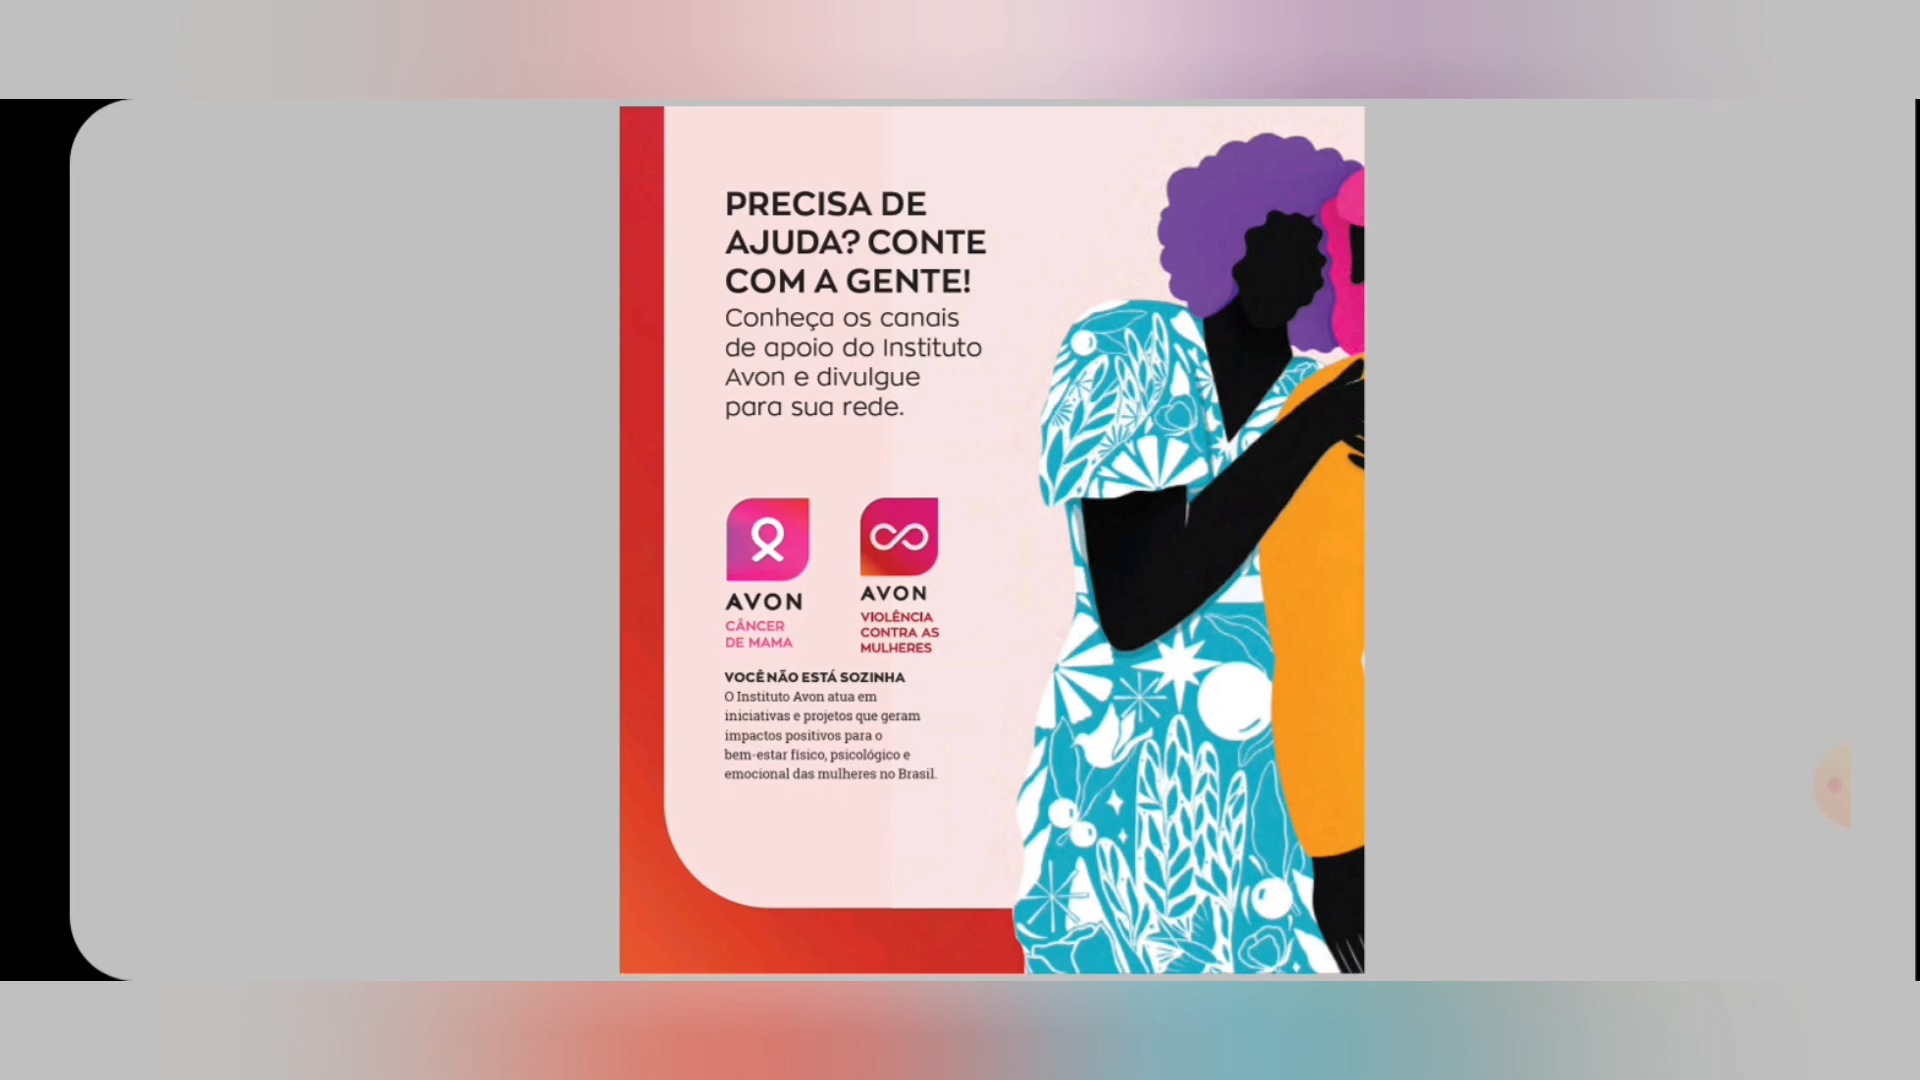 PRECISA DE
AJUDA? CONTE
COM A GENTE!
Conheça os canais
de apoio do Instituto
Avon e divulgue
para sua rede.
AVON
CÂNCER
DE MAMA
AVON
VIOLÊNCIA
CONTRA AS
MULHERES
VOCÊ NÃO ESTÁ SOZINHA
O Instituto Avon atua em
iniciativas e projetos que geram
impactos positivos para o
bem-estar físico, psicológico e
emocional das mulheres no Brasil.